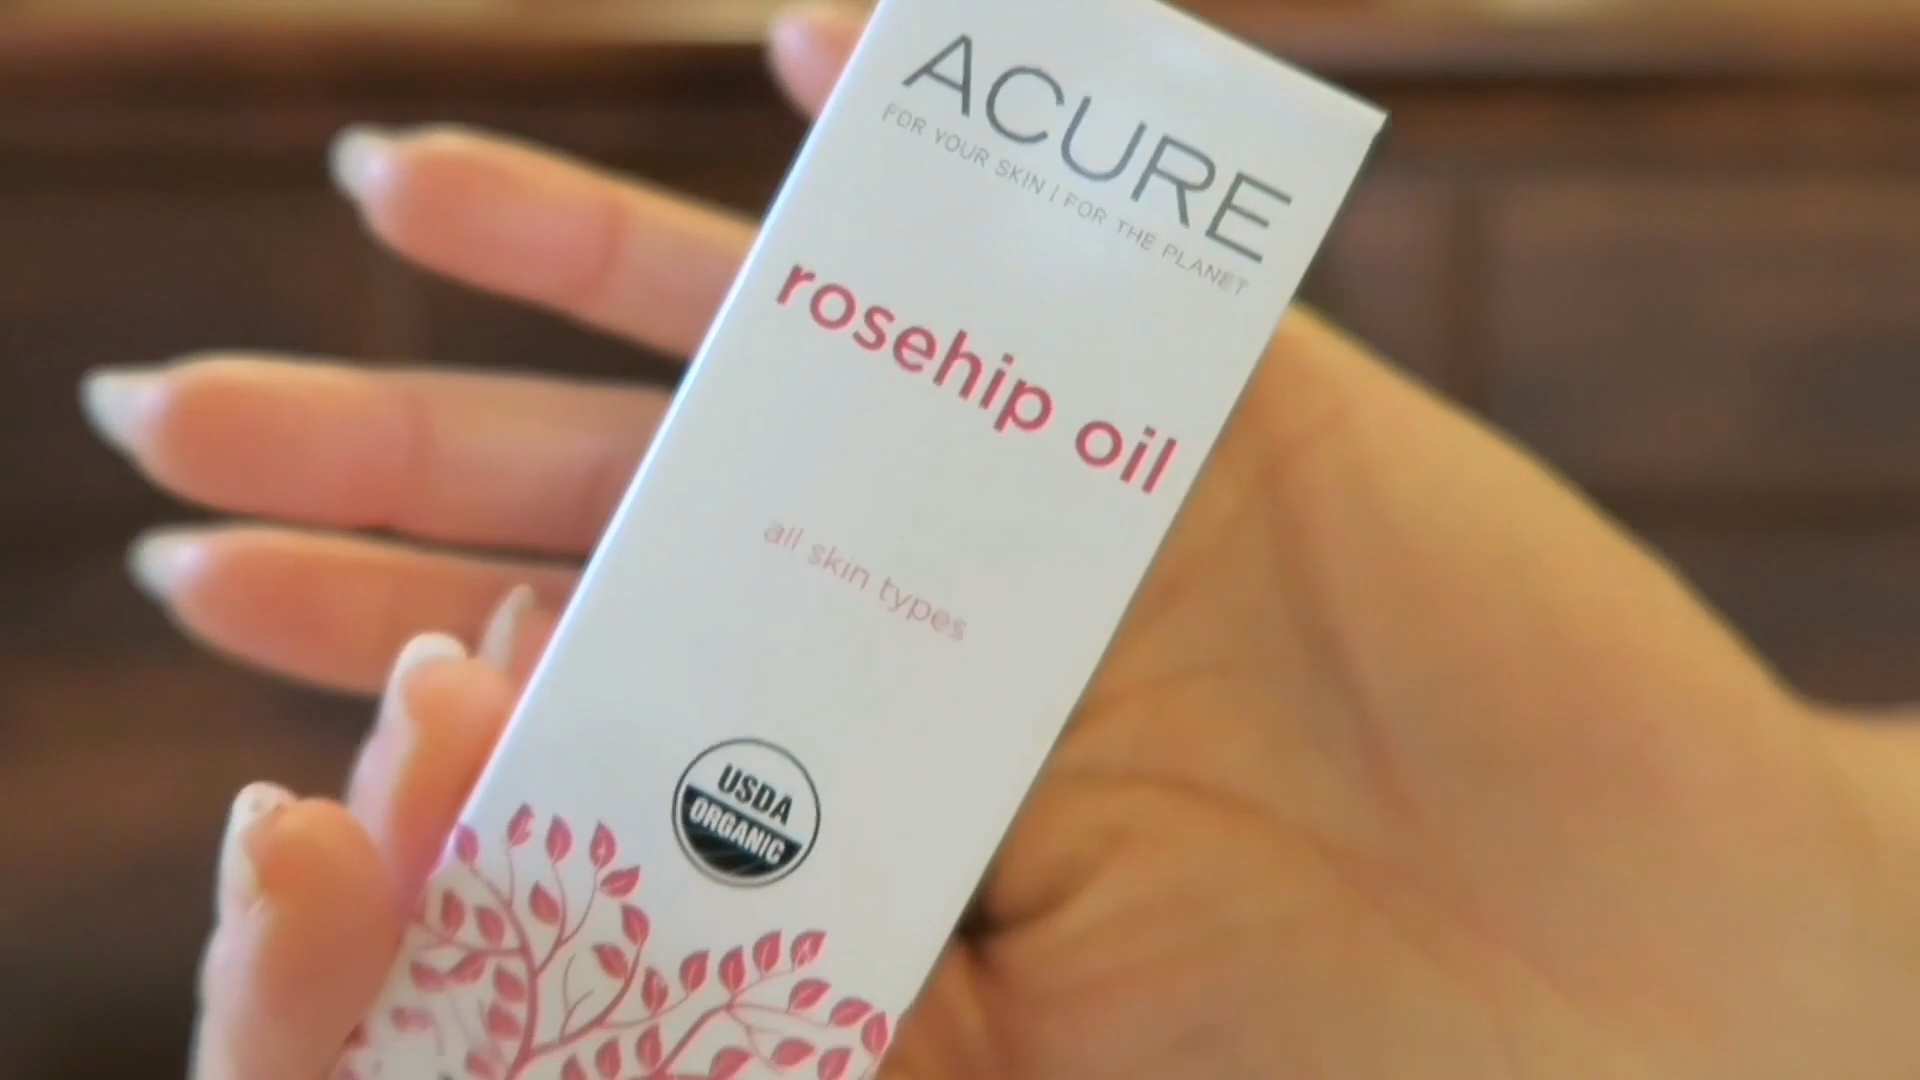 ACURE
FOR YOUR SKIN | FOR THE PLANET
rosehip oil
all skin types
USDA
ORGANIC